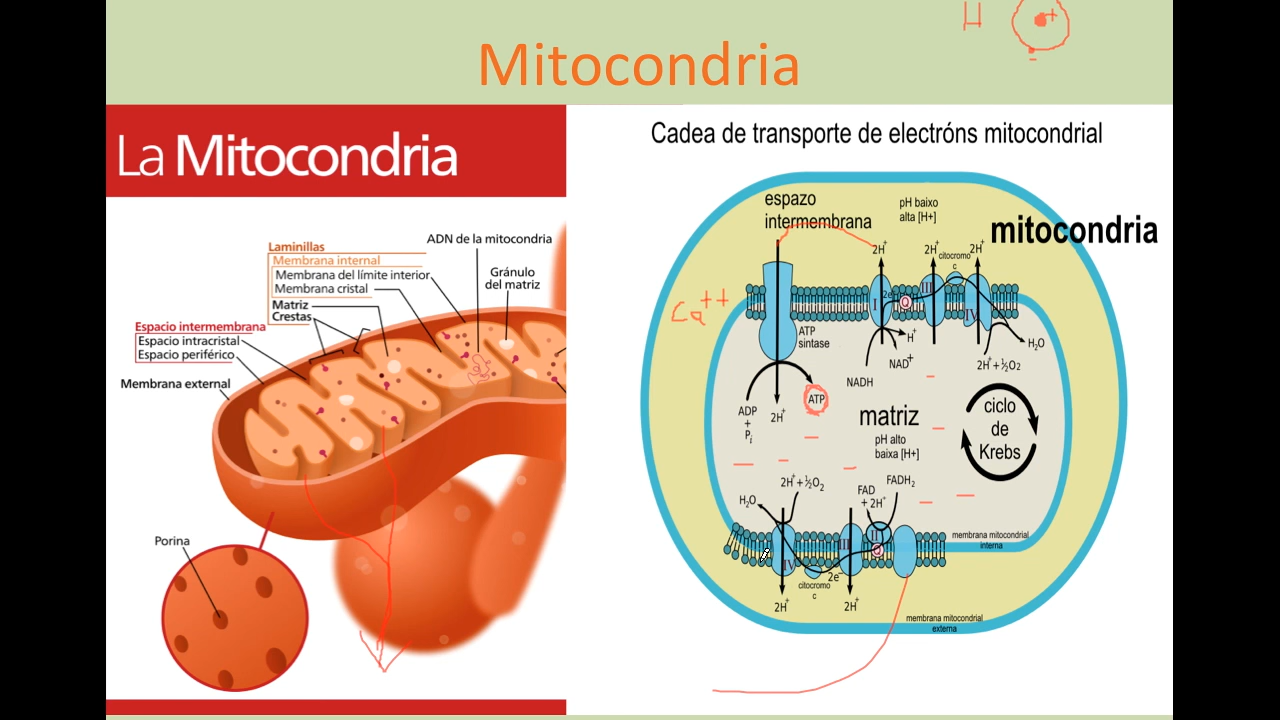 H +
-
Mitocondria
La Mitocondria
Laminillas
Membrana internal
Membrana del límite interior
Membrana cristal
Matriz
Crestas
ADN de la mitocondria
Gránulo
del matriz
Espacio intermembrana
Espacio intracristal
Espacio periférico
Membrana external
Porina
Cadea de transporte de electróns mitocondrial
espazo
intermembrana
pH baixo
alta [H+]
mitocondria
2H+
2H+
citocromo
c
2H+
Ca++
I
2e-
Q
III
IV
ATP
sintase
H+
NAD+
NADH
2H+ + ½O2
H2O
ADP
+
Pi
2H+
ATP
matriz
pH alto
baixa [H+]
ciclo
de
Krebs
H2O
2H+ + ½O2
FAD
+ 2H+
FADH2
IV
III
II
Q
citocromo
c
2e-
2H+
2H+
membrana mitocondrial
interna
membrana mitocondrial
externa